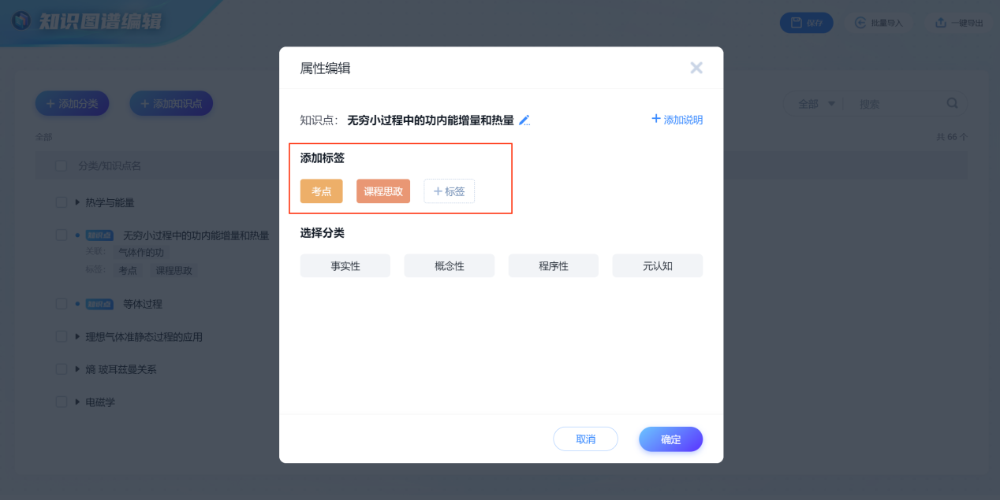 知识图谱编辑
保存 批量导入 一键导出
属性编辑
+ 添加分类 + 添加知识点
全部 搜索
知识点： 无穷小过程中的功内能增量和热量 + 添加说明
全部 共 66 个
添加标签
分类/知识点名
考点 课程思政 + 标签
热学与能量
选择分类
知识点 无穷小过程中的功内能增量和热量
关联： 气体作的功
事实性 概念性 程序性 元认知
标签： 考点 课程思政
知识点 等体过程
理想气体准静态过程的应用
熵 玻耳兹曼关系
电磁学
取消 确定